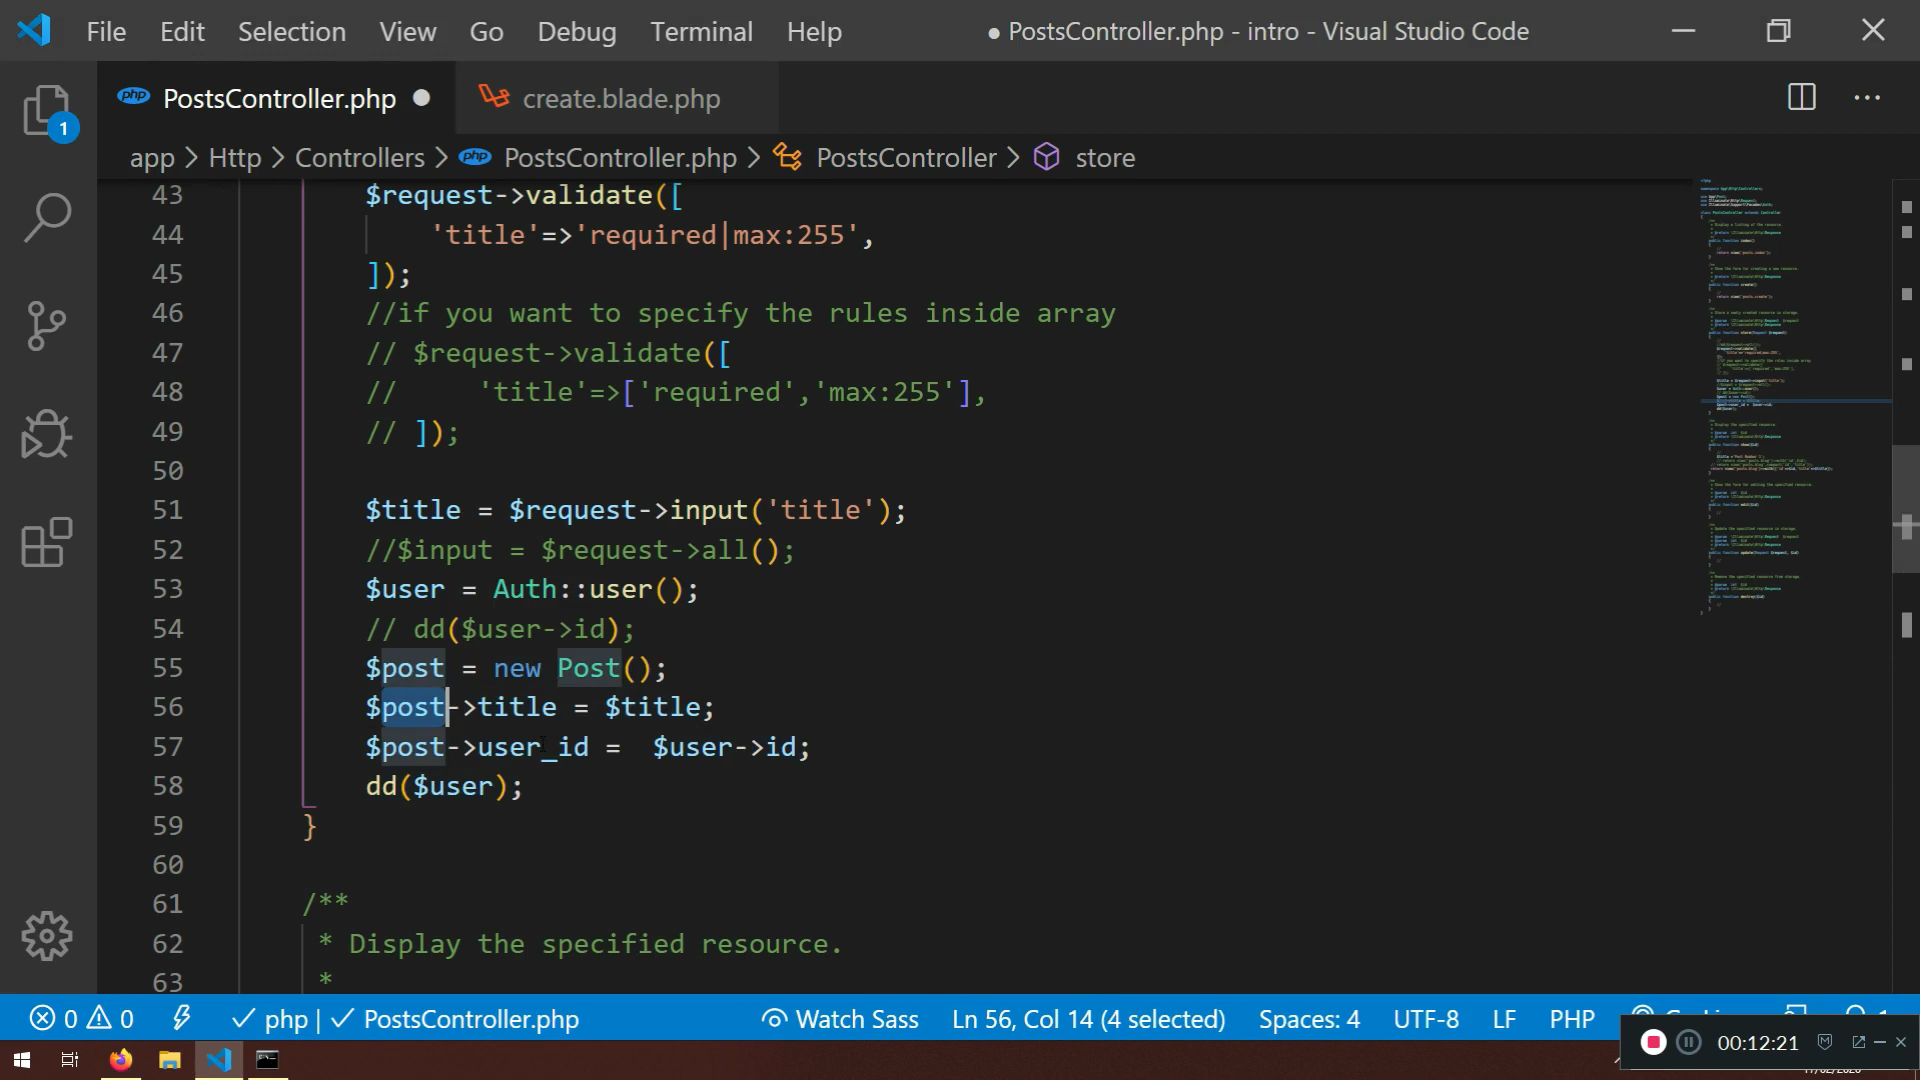 File Edit Selection View Go Debug Terminal Help ● PostsController.php - intro - Visual Studio Code
php PostsController.php ● create.blade.php
1
app > Http > Controllers > php PostsController.php > PostsController > store
43 $request->validate([
44 'title'=>'required|max:255',
45 ]);
46 //if you want to specify the rules inside array
47 // $request->validate([
48 // 'title'=>['required','max:255'],
49 // ]);
50
51 $title = $request->input('title');
52 //$input = $request->all();
53 $user = Auth::user();
54 // dd($user->id);
55 $post = new Post();
56 $post->title = $title;
57 $post->user_id =  $user->id;
58 dd($user);
59 }
60
61 /**
62 * Display the specified resource.
63 *
0 0 php | PostsController.php Watch Sass Ln 56, Col 14 (4 selected) Spaces: 4 UTF-8 LF PHP
00:12:21